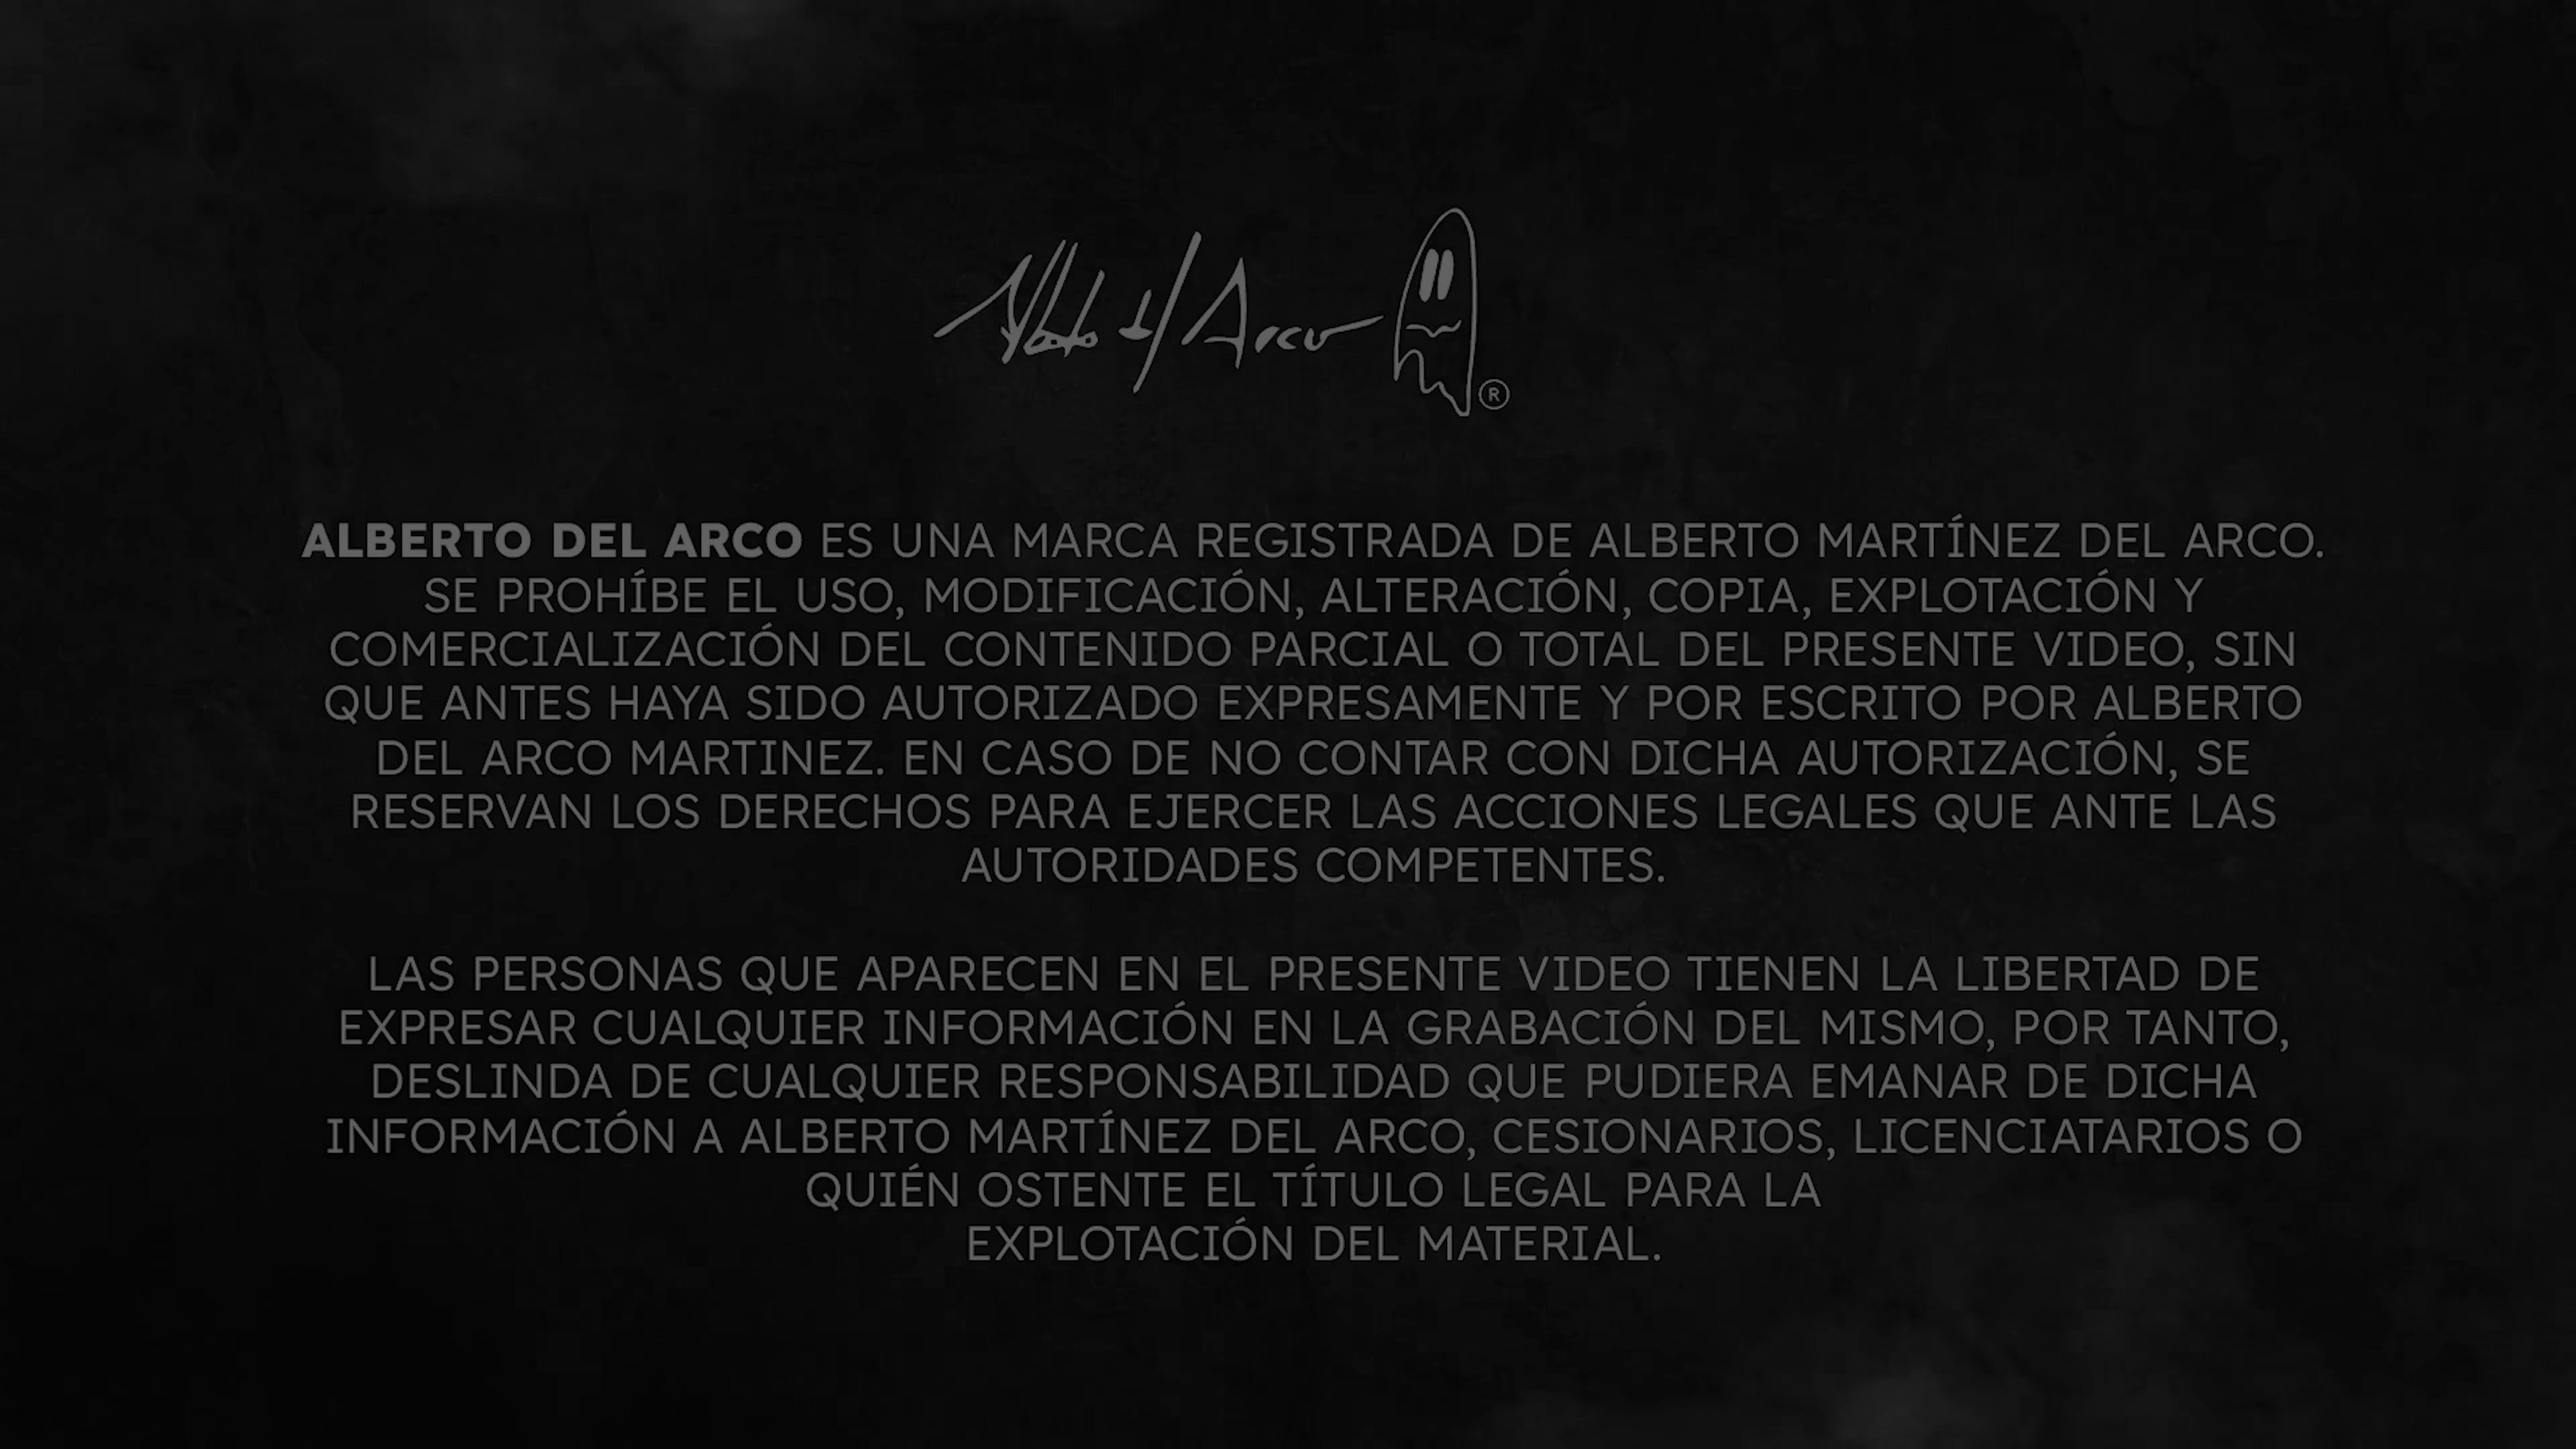 Alberto del Arco ®
ALBERTO DEL ARCO ES UNA MARCA REGISTRADA DE ALBERTO MARTÍNEZ DEL ARCO.
SE PROHÍBE EL USO, MODIFICACIÓN, ALTERACIÓN, COPIA, EXPLOTACIÓN Y
COMERCIALIZACIÓN DEL CONTENIDO PARCIAL O TOTAL DEL PRESENTE VIDEO, SIN
QUE ANTES HAYA SIDO AUTORIZADO EXPRESAMENTE Y POR ESCRITO POR ALBERTO
DEL ARCO MARTINEZ. EN CASO DE NO CONTAR CON DICHA AUTORIZACIÓN, SE
RESERVAN LOS DERECHOS PARA EJERCER LAS ACCIONES LEGALES QUE ANTE LAS
AUTORIDADES COMPETENTES.
LAS PERSONAS QUE APARECEN EN EL PRESENTE VIDEO TIENEN LA LIBERTAD DE
EXPRESAR CUALQUIER INFORMACIÓN EN LA GRABACIÓN DEL MISMO, POR TANTO,
DESLINDA DE CUALQUIER RESPONSABILIDAD QUE PUDIERA EMANAR DE DICHA
INFORMACIÓN A ALBERTO MARTÍNEZ DEL ARCO, CESIONARIOS, LICENCIATARIOS O
QUIÉN OSTENTE EL TÍTULO LEGAL PARA LA
EXPLOTACIÓN DEL MATERIAL.